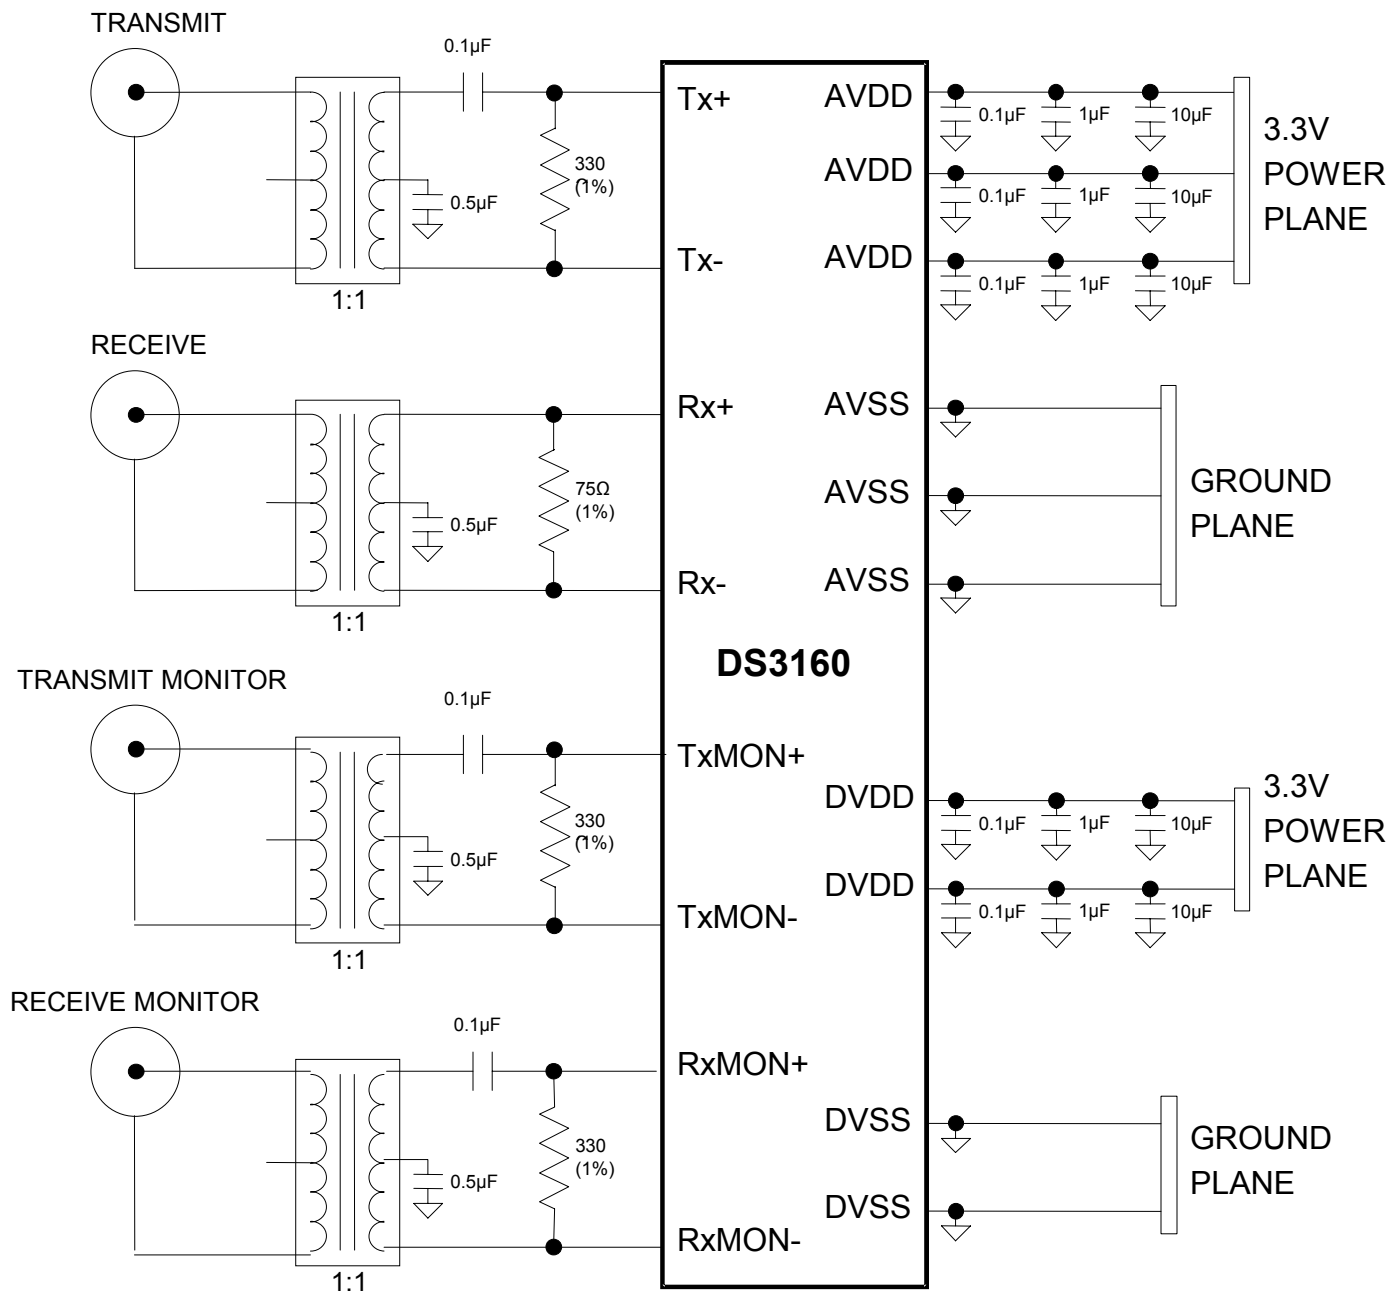 TRANSMIT
0.1µF
330
(1%)
0.5µF
1:1
RECEIVE
75Ω
(1%)
0.5µF
1:1
TRANSMIT MONITOR
0.1µF
330
(1%)
0.5µF
1:1
RECEIVE MONITOR
0.1µF
330
(1%)
0.5µF
1:1
Tx+
Tx-
Rx+
Rx-
DS3160
TxMON+
TxMON-
RxMON+
RxMON-
AVDD
0.1µF 1µF 10µF
AVDD
0.1µF 1µF 10µF
AVDD
0.1µF 1µF 10µF
3.3V
POWER
PLANE
AVSS
AVSS
AVSS
GROUND
PLANE
DVDD
0.1µF 1µF 10µF
DVDD
0.1µF 1µF 10µF
3.3V
POWER
PLANE
DVSS
DVSS
GROUND
PLANE